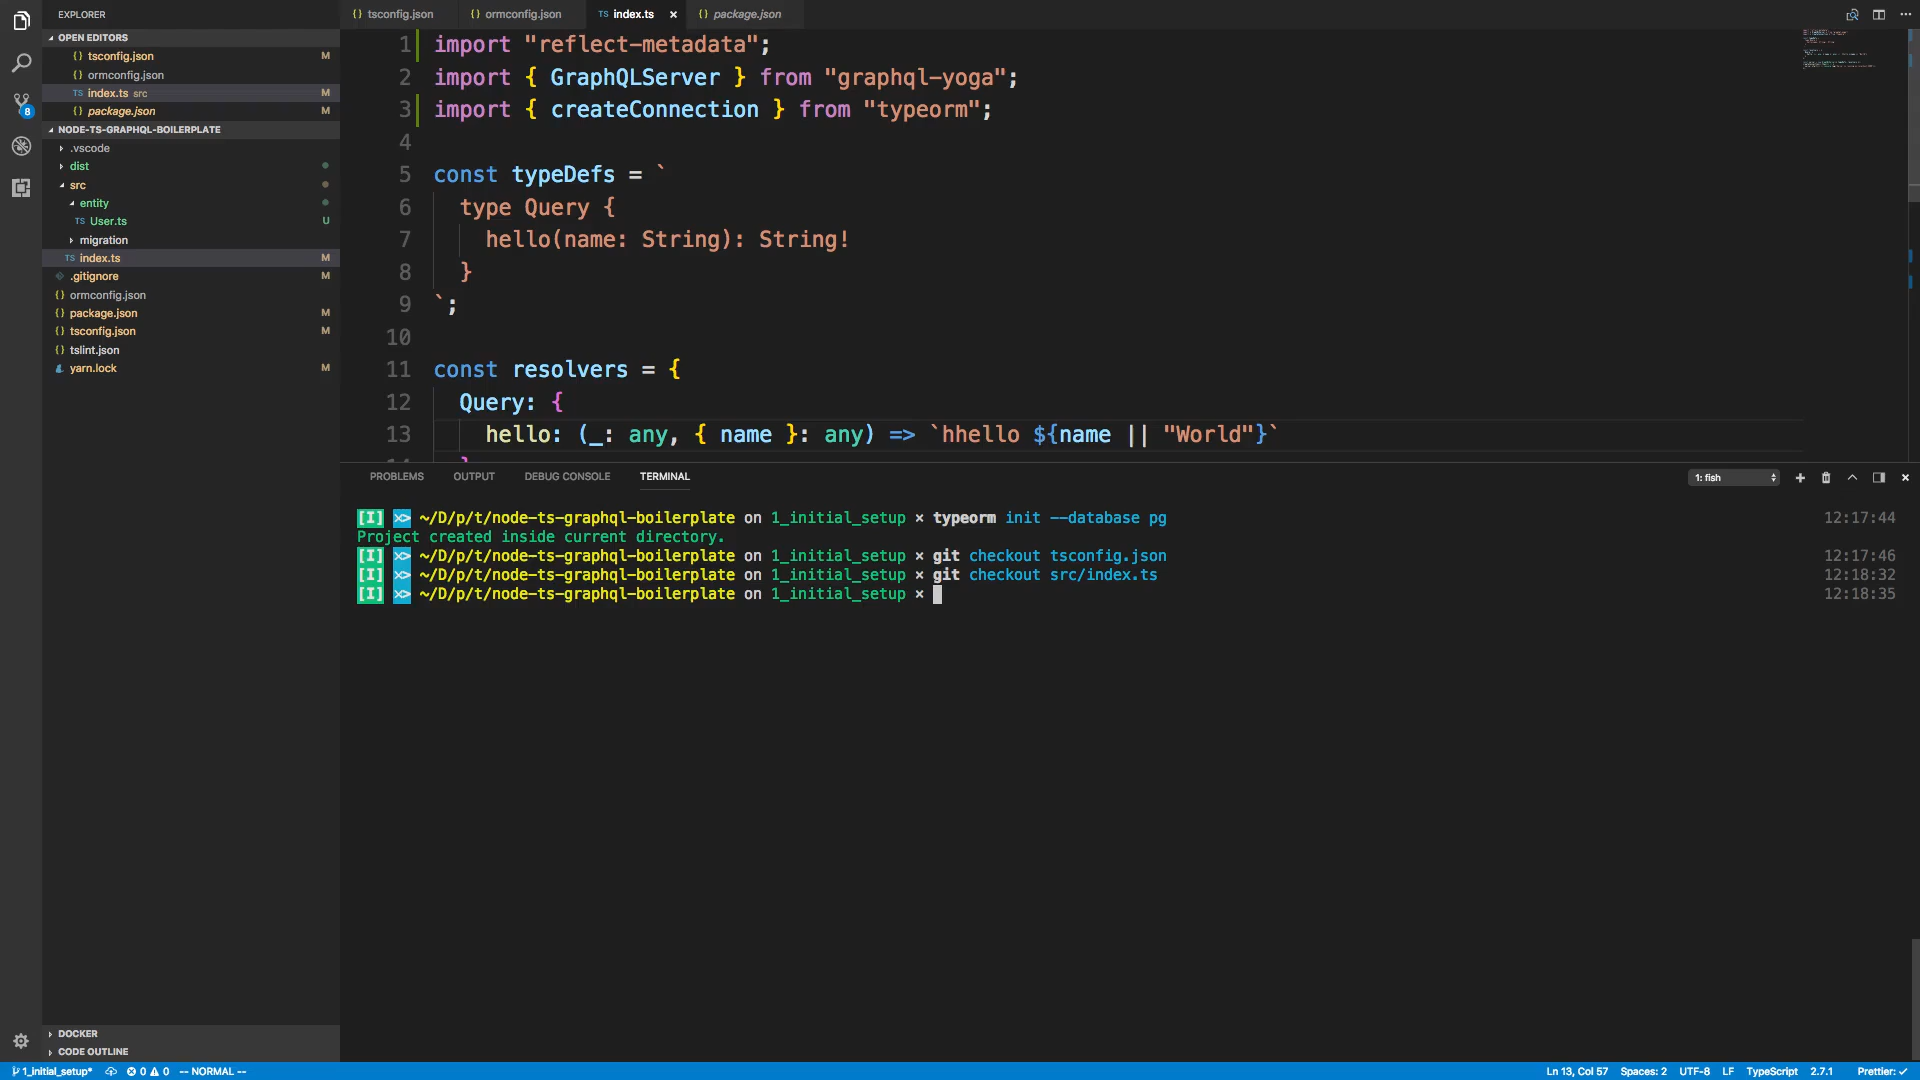 EXPLORER
OPEN EDITORS
tsconfig.json M
ormconfig.json
TS index.ts src M
package.json M
8
NODE-TS-GRAPHQL-BOILERPLATE
.vscode
dist
src
entity
TS User.ts U
migration
TS index.ts M
.gitignore M
{} ormconfig.json
{} package.json M
{} tsconfig.json M
{} tslint.json
yarn.lock M
DOCKER
CODE OUTLINE
{} tsconfig.json {} ormconfig.json TS index.ts × {} package.json
1 import "reflect-metadata";
2 import { GraphQLServer } from "graphql-yoga";
3 import { createConnection } from "typeorm";
4
5 const typeDefs = `
6 type Query {
7 hello(name: String): String!
8 }
9 `;
10
11 const resolvers = {
12 Query: {
13 hello: (_: any, { name }: any) => `hhello ${name || "World"}`
14 }
PROBLEMS OUTPUT DEBUG CONSOLE TERMINAL 1: fish
[I] >> ~/D/p/t/node-ts-graphql-boilerplate on 1_initial_setup × typeorm init --database pg 12:17:44
Project created inside current directory.
[I] >> ~/D/p/t/node-ts-graphql-boilerplate on 1_initial_setup × git checkout tsconfig.json 12:17:46
[I] >> ~/D/p/t/node-ts-graphql-boilerplate on 1_initial_setup × git checkout src/index.ts 12:18:32
[I] >> ~/D/p/t/node-ts-graphql-boilerplate on 1_initial_setup × 12:18:35
1_initial_setup* 0 0 -- NORMAL -- Ln 13, Col 57 Spaces: 2 UTF-8 LF TypeScript 2.7.1 Prettier: ✓